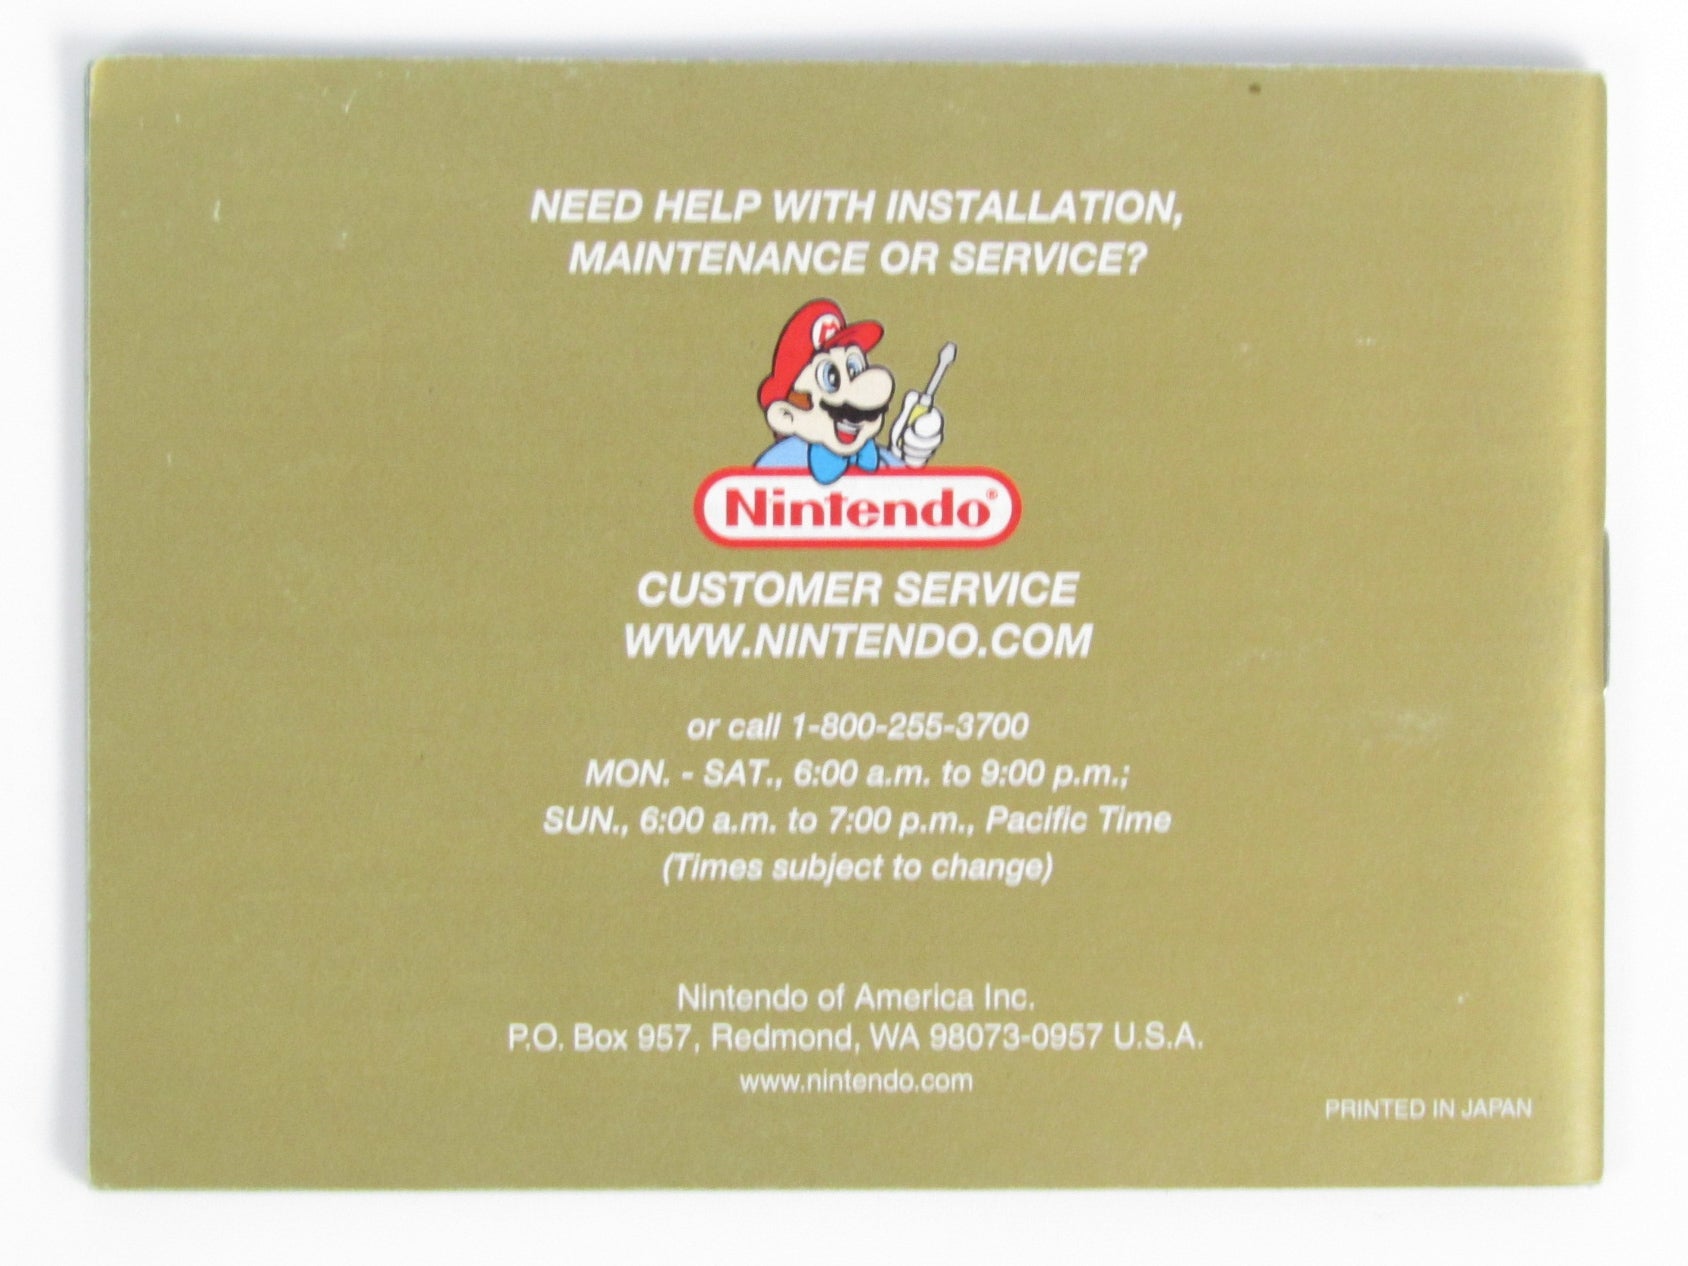 NEED HELP WITH INSTALLATION,
MAINTENANCE OR SERVICE?
M
Nintendo®
CUSTOMER SERVICE
WWW.NINTENDO.COM
or call 1-800-255-3700
MON. - SAT., 6:00 a.m. to 9:00 p.m.;
SUN., 6:00 a.m. to 7:00 p.m., Pacific Time
(Times subject to change)
Nintendo of America Inc.
P.O. Box 957, Redmond, WA 98073-0957 U.S.A.
www.nintendo.com
PRINTED IN JAPAN